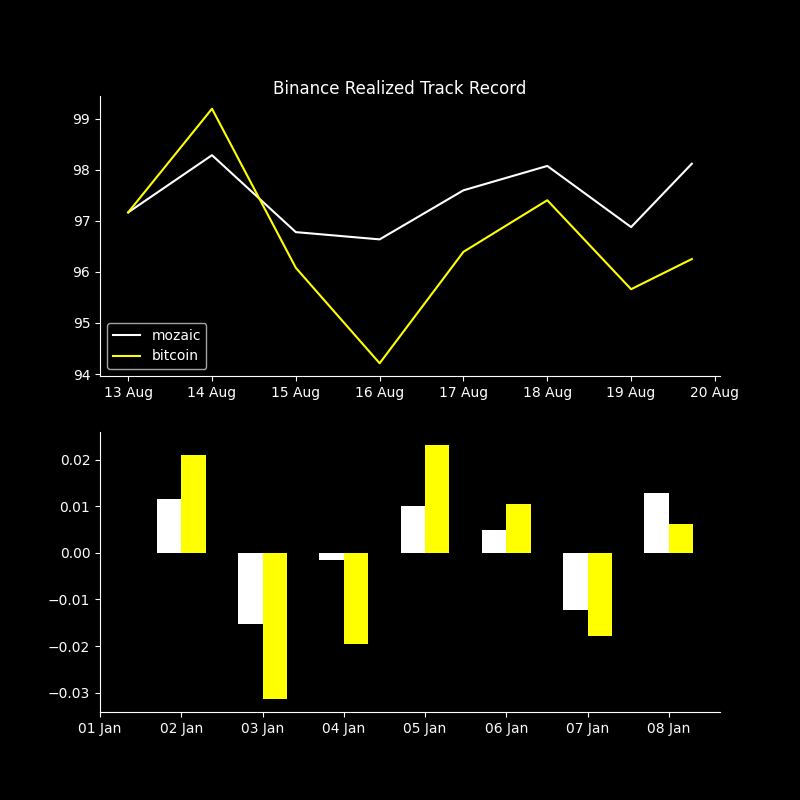 Binance Realized Track Record
99
98
97
96
95
94
mozaic
bitcoin
13 Aug 14 Aug 15 Aug 16 Aug 17 Aug 18 Aug 19 Aug 20 Aug
0.02
0.01
0.00
−0.01
−0.02
−0.03
01 Jan 02 Jan 03 Jan 04 Jan 05 Jan 06 Jan 07 Jan 08 Jan